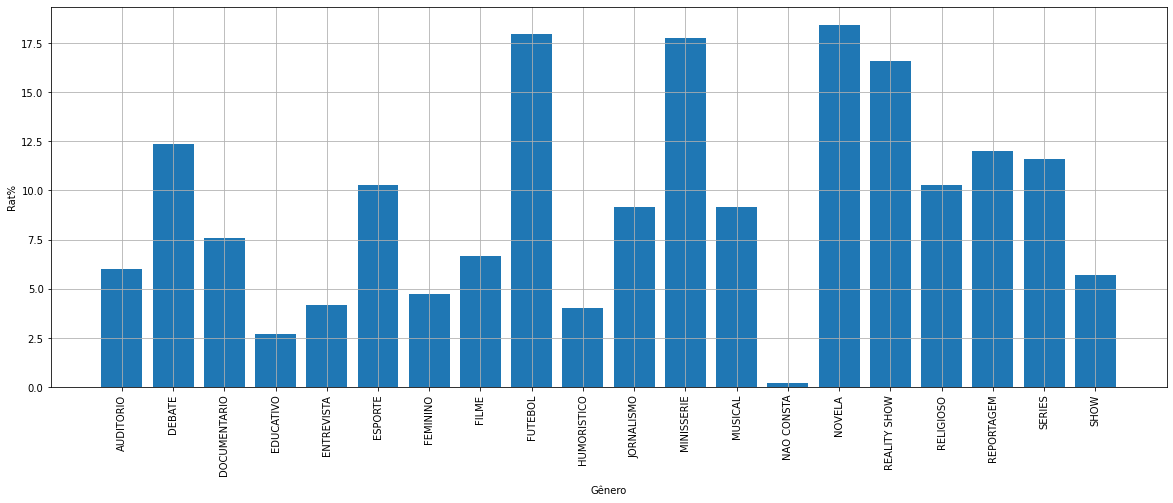 17.5
15.0
12.5
10.0
7.5
5.0
2.5
0.0
Rat%
AUDITORIO
DEBATE
DOCUMENTARIO
EDUCATIVO
ENTREVISTA
ESPORTE
FEMININO
FILME
FUTEBOL
HUMORISTICO
JORNALISMO
MINISSERIE
MUSICAL
NAO CONSTA
NOVELA
REALITY SHOW
RELIGIOSO
REPORTAGEM
SERIES
SHOW
Gênero